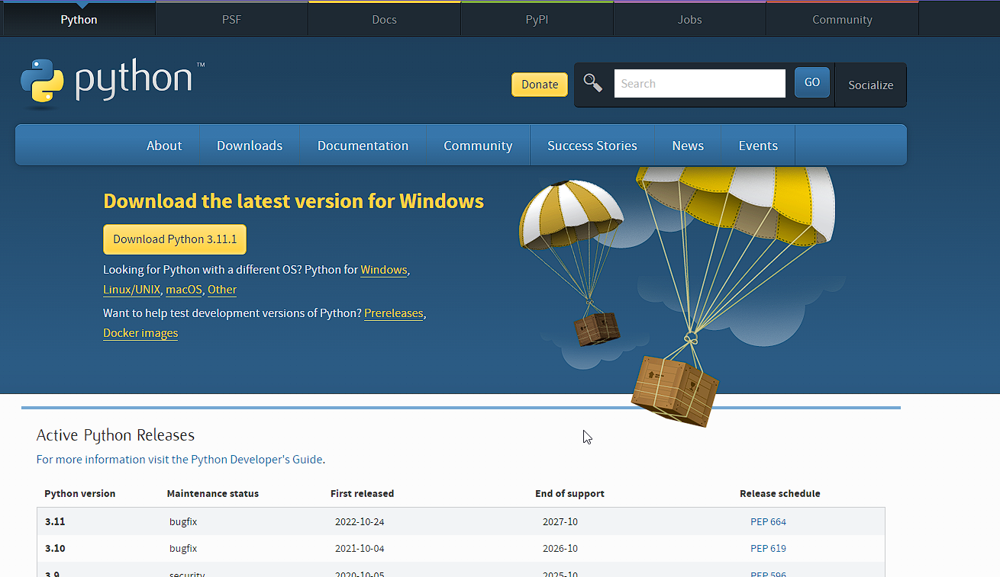 Python PSF Docs PyPI Jobs Community
python™
Donate Search GO Socialize
About Downloads Documentation Community Success Stories News Events
Download the latest version for Windows
Download Python 3.11.1
Looking for Python with a different OS? Python for Windows,
Linux/UNIX, macOS, Other
Want to help test development versions of Python? Prereleases,
Docker images
Active Python Releases
For more information visit the Python Developer's Guide.
Python version Maintenance status First released End of support Release schedule
3.11 bugfix 2022-10-24 2027-10 PEP 664
3.10 bugfix 2021-10-04 2026-10 PEP 619
3.9 security 2020-10-05 2025-10 PEP 596